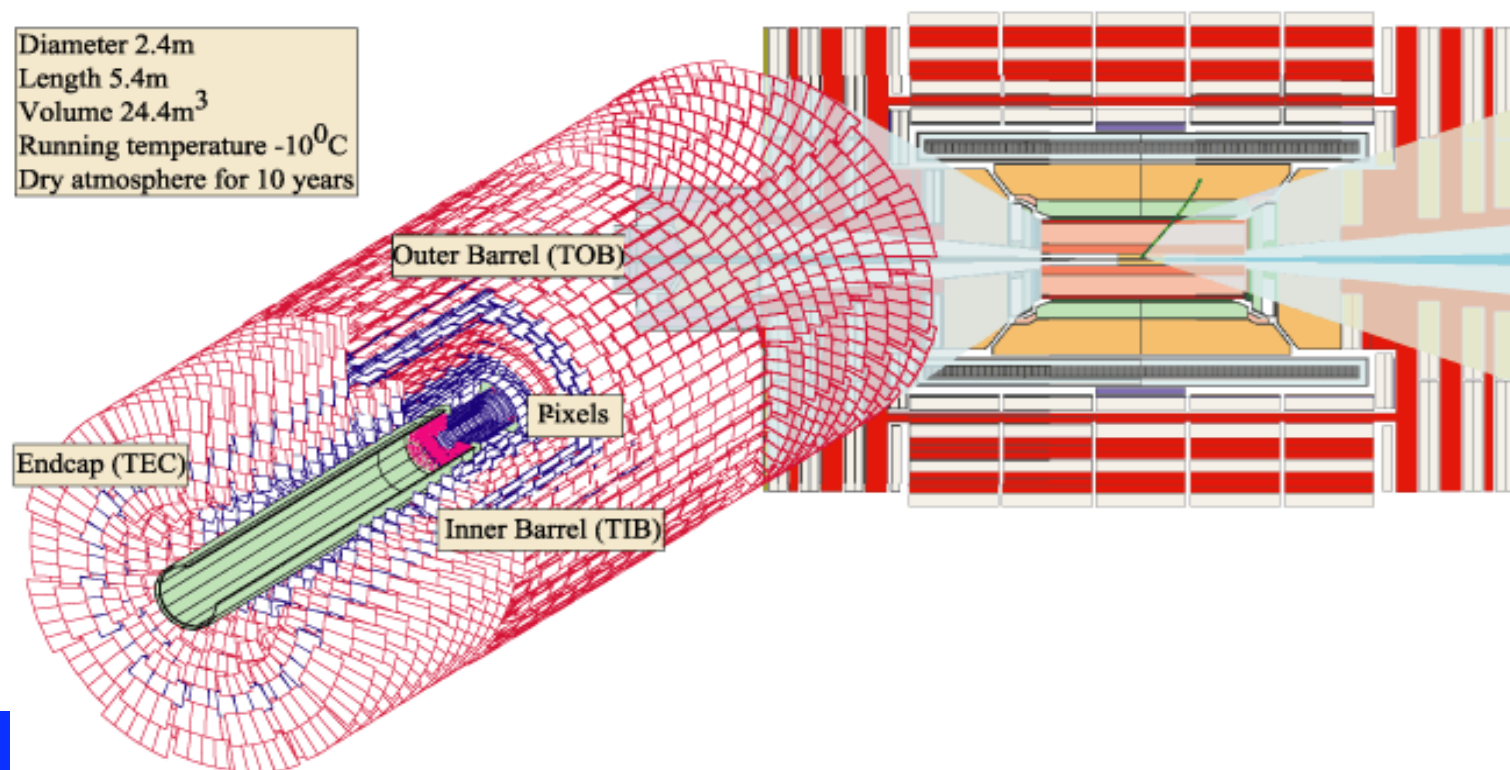 Diameter 2.4m
Length 5.4m
Volume 24.4m³
Running temperature -10⁰C
Dry atmosphere for 10 years
Outer Barrel (TOB)
Pixels
Endcap (TEC)
Inner Barrel (TIB)